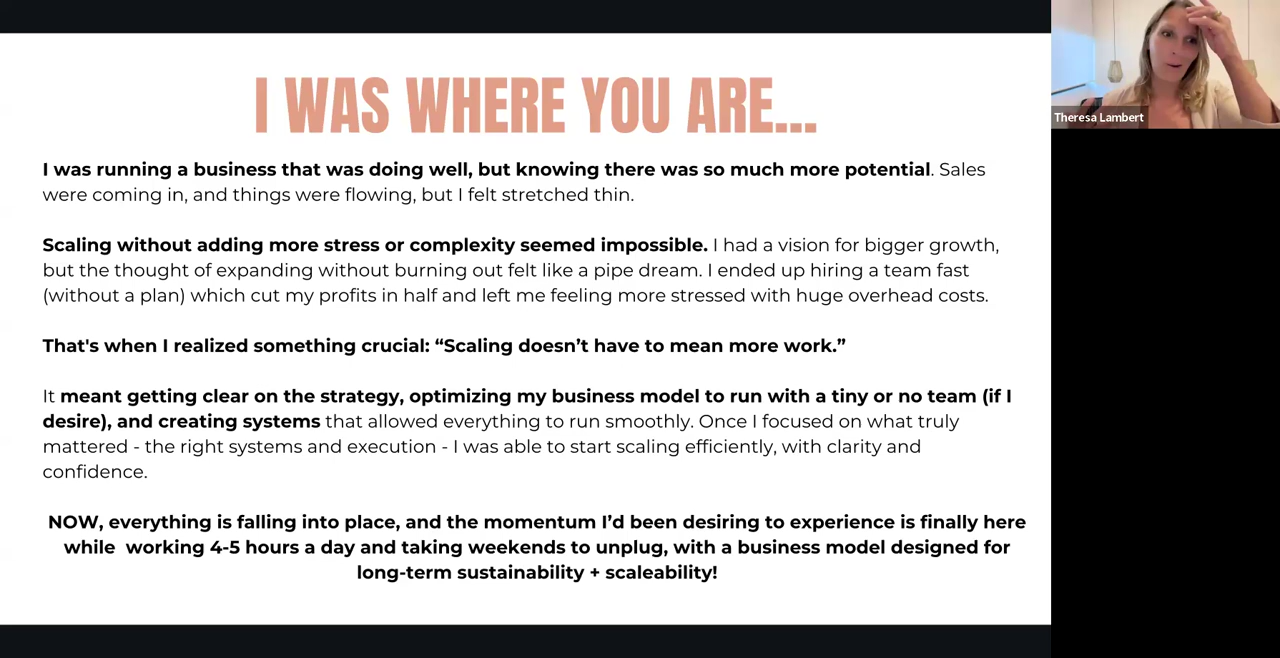 I WAS WHERE YOU ARE...
I was running a business that was doing well, but knowing there was so much more potential. Sales
were coming in, and things were flowing, but I felt stretched thin.
Scaling without adding more stress or complexity seemed impossible. I had a vision for bigger growth,
but the thought of expanding without burning out felt like a pipe dream. I ended up hiring a team fast
(without a plan) which cut my profits in half and left me feeling more stressed with huge overhead costs.
That's when I realized something crucial: “Scaling doesn’t have to mean more work.”
It meant getting clear on the strategy, optimizing my business model to run with a tiny or no team (if I
desire), and creating systems that allowed everything to run smoothly. Once I focused on what truly
mattered - the right systems and execution - I was able to start scaling efficiently, with clarity and
confidence.
NOW, everything is falling into place, and the momentum I’d been desiring to experience is finally here
while  working 4-5 hours a day and taking weekends to unplug, with a business model designed for
long-term sustainability + scaleability!
Theresa Lambert